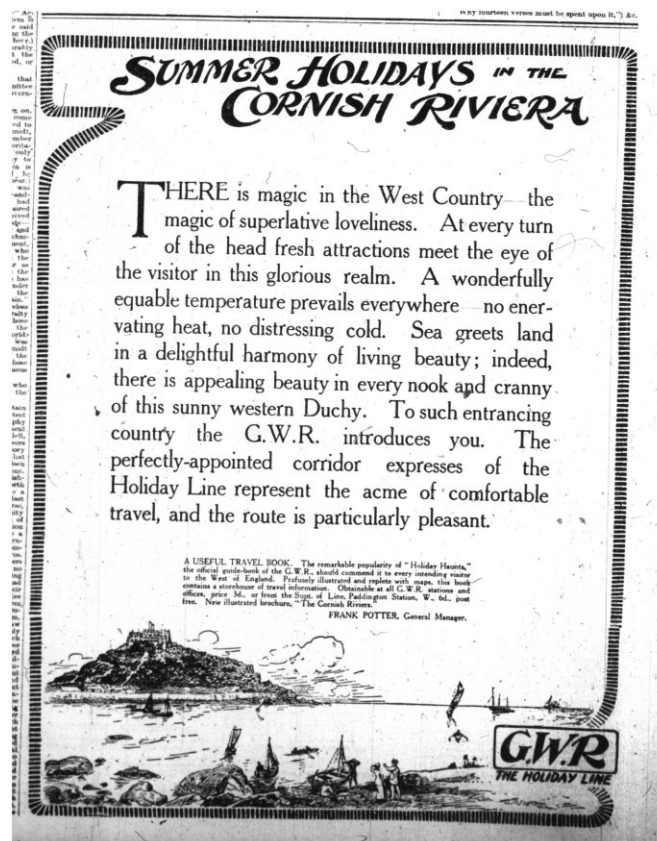 Why fourteen verses must be spent upon it,") &c.
SUMMER HOLIDAYS IN THE
CORNISH RIVIERA
THERE is magic in the West Country—the
magic of superlative loveliness. At every turn
of the head fresh attractions meet the eye of
the visitor in this glorious realm. A wonderfully
equable temperature prevails everywhere—no ener-
vating heat, no distressing cold. Sea greets land
in a delightful harmony of living beauty; indeed,
there is appealing beauty in every nook and cranny
of this sunny western Duchy. To such entrancing
country the G.W.R. introduces you. The
perfectly-appointed corridor expresses of the
Holiday Line represent the acme of comfortable
travel, and the route is particularly pleasant.
A USEFUL TRAVEL BOOK. The remarkable popularity of "Holiday Haunts,"
the official guide-book of the G.W.R., should commend it to every intending visitor
to the West of England. Profusely illustrated and replete with maps, this book
contains a storehouse of travel information. Obtainable at all G.W.R. stations and
offices, price 3d., or from the Supt. of Line, Paddington Station, W., 6d., post
free. New illustrated brochure, "The Cornish Riviera."
FRANK POTTER, General Manager.
G.W.R
THE HOLIDAY LINE